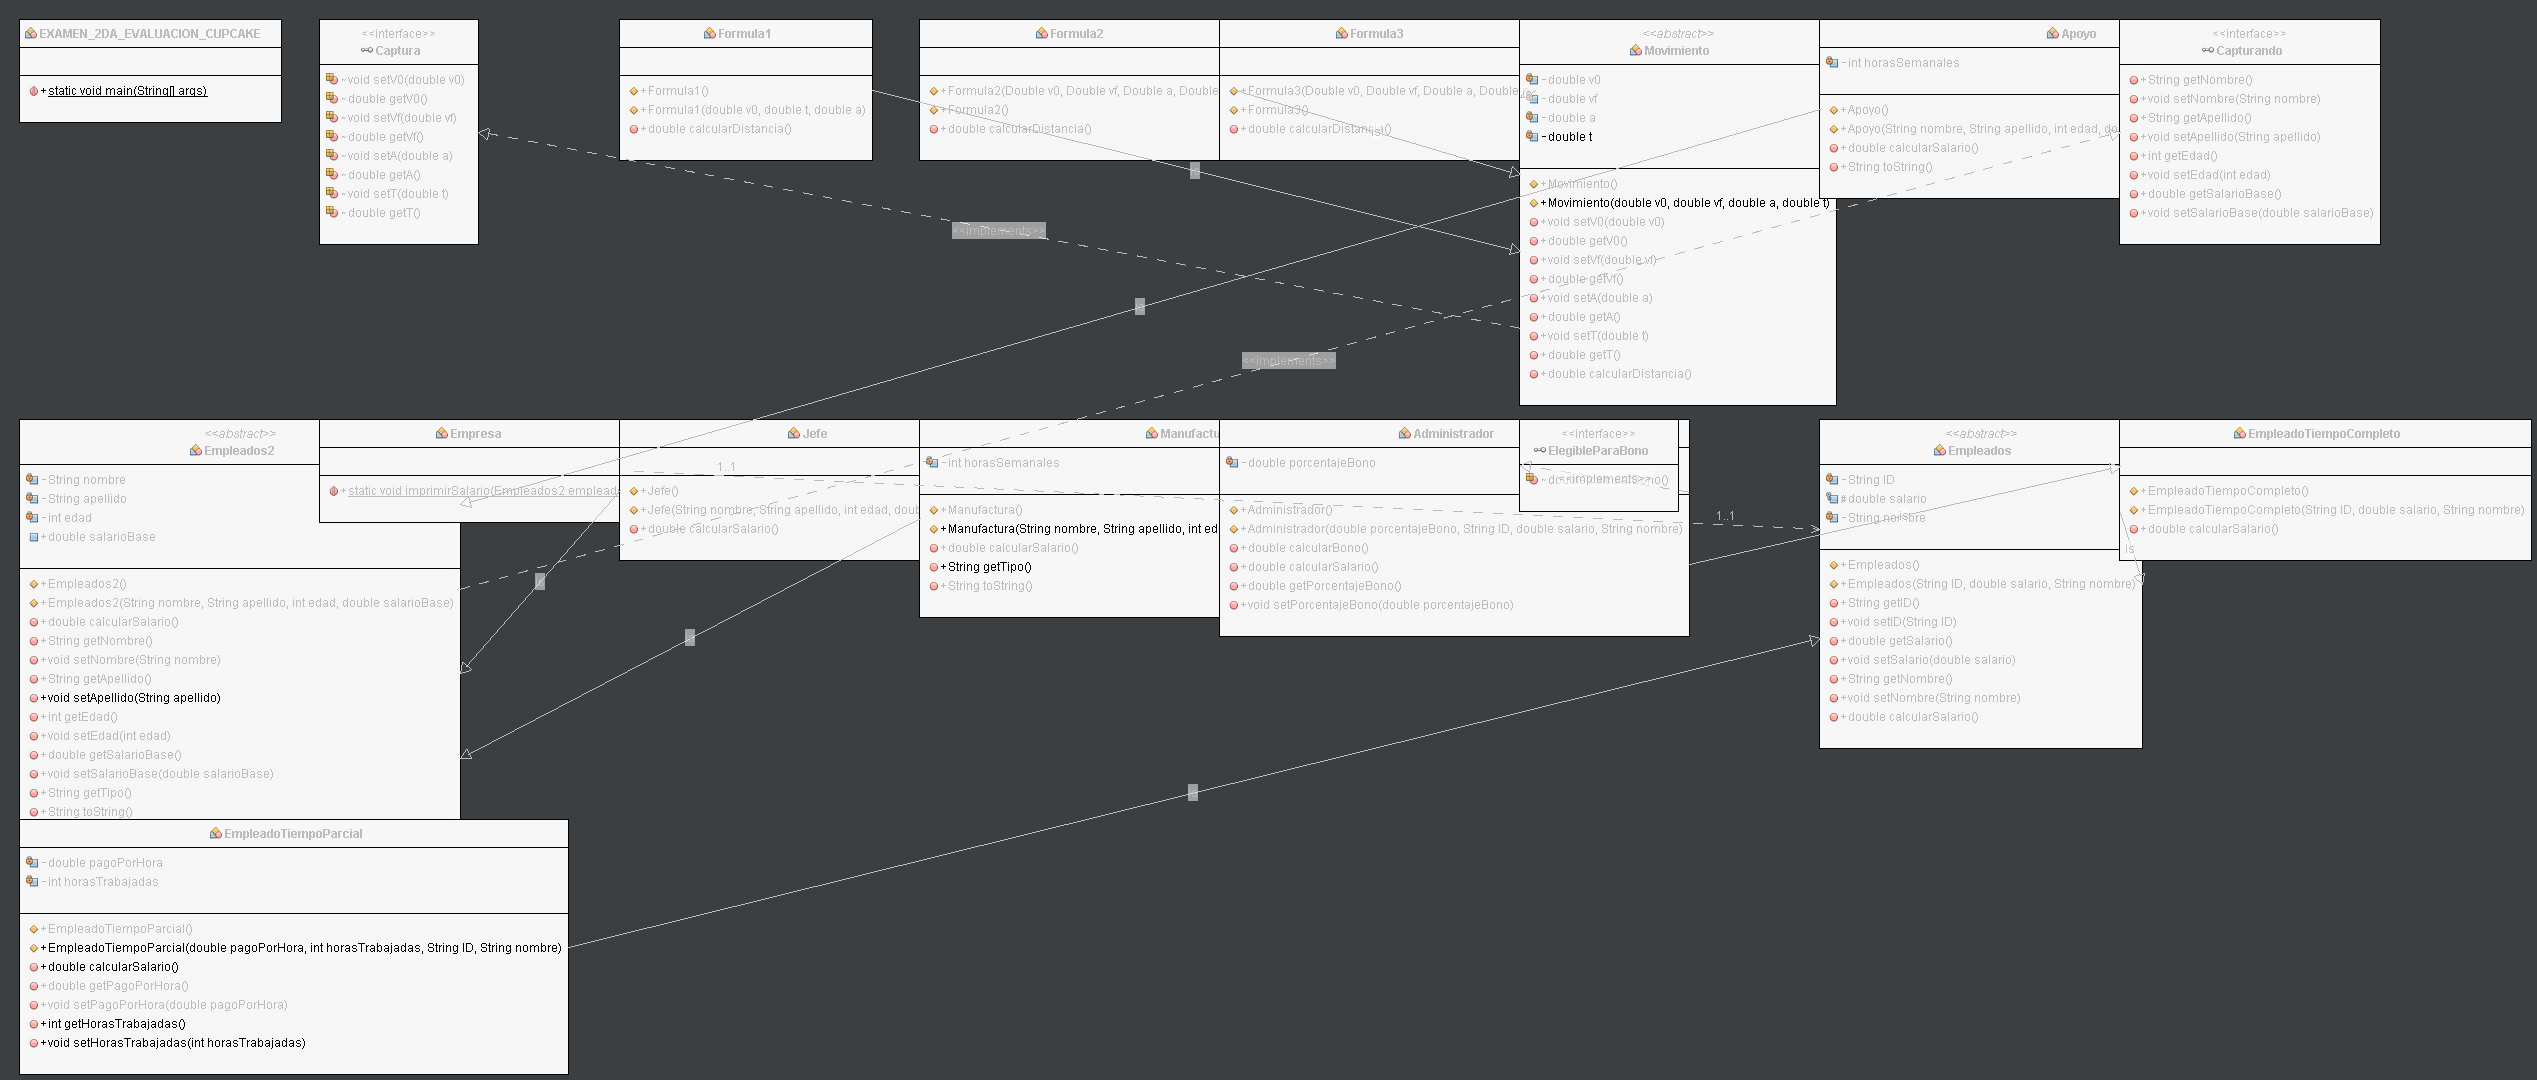 EXAMEN_2DA_EVALUACION_CUPCAKE
+static void main(String[] args)
<<interface>>
Captura
~void setV0(double v0)
~double getV0()
~void setVf(double vf)
~double getVf()
~void setA(double a)
~double getA()
~void setT(double t)
~double getT()
Formula1
+Formula1()
+Formula1(double v0, double t, double a)
+double calcularDistancia()
Formula2
+Formula2(Double v0, Double vf, Double a, Double
+Formula2()
+double calcularDistancia()
Formula3
+Formula3(Double v0, Double vf, Double a, Double
+Formula3()
+double calcularDistancia()
<<abstract>>
Movimiento
-double v0
-double vf
-double a
-double t
+Movimiento()
+Movimiento(double v0, double vf, double a, double t)
+void setV0(double v0)
+double getV0()
+void setVf(double vf)
+double getVf()
+void setA(double a)
+double getA()
+void setT(double t)
+double getT()
+double calcularDistancia()
Apoyo
-int horasSemanales
+Apoyo()
+Apoyo(String nombre, String apellido, int edad, do
+double calcularSalario()
+String toString()
<<interface>>
Capturando
+String getNombre()
+void setNombre(String nombre)
+String getApellido()
+void setApellido(String apellido)
+int getEdad()
+void setEdad(int edad)
+double getSalarioBase()
+void setSalarioBase(double salarioBase)
<<implements>>
<<implements>>
<<abstract>>
Empleados2
-String nombre
-String apellido
-int edad
+double salarioBase
+Empleados2()
+Empleados2(String nombre, String apellido, int edad, double salarioBase)
+double calcularSalario()
+String getNombre()
+void setNombre(String nombre)
+String getApellido()
+void setApellido(String apellido)
+int getEdad()
+void setEdad(int edad)
+double getSalarioBase()
+void setSalarioBase(double salarioBase)
+String getTipo()
+String toString()
Empresa
+static void imprimirSalario(Empleados2 emplead
Jefe
1..1
+Jefe()
+Jefe(String nombre, String apellido, int edad, doub
+double calcularSalario()
Manufactu
-int horasSemanales
+Manufactura()
+Manufactura(String nombre, String apellido, int ed
+double calcularSalario()
+String getTipo()
+String toString()
Administrador
-double porcentajeBono
+Administrador()
+Administrador(double porcentajeBono, String ID, double salario, String nombre)
+double calcularBono()
+double calcularSalario()
+double getPorcentajeBono()
+void setPorcentajeBono(double porcentajeBono)
<<interface>>
ElegibleParaBono
<<implements>>
1..1
<<abstract>>
Empleados
-String ID
#double salario
-String nombre
is
+Empleados()
+Empleados(String ID, double salario, String nombre)
+String getID()
+void setID(String ID)
+double getSalario()
+void setSalario(double salario)
+String getNombre()
+void setNombre(String nombre)
+double calcularSalario()
EmpleadoTiempoCompleto
+EmpleadoTiempoCompleto()
+EmpleadoTiempoCompleto(String ID, double salario, String nombre)
+double calcularSalario()
is
EmpleadoTiempoParcial
-double pagoPorHora
-int horasTrabajadas
+EmpleadoTiempoParcial()
+EmpleadoTiempoParcial(double pagoPorHora, int horasTrabajadas, String ID, String nombre)
+double calcularSalario()
+double getPagoPorHora()
+void setPagoPorHora(double pagoPorHora)
+int getHorasTrabajadas()
+void setHorasTrabajadas(int horasTrabajadas)